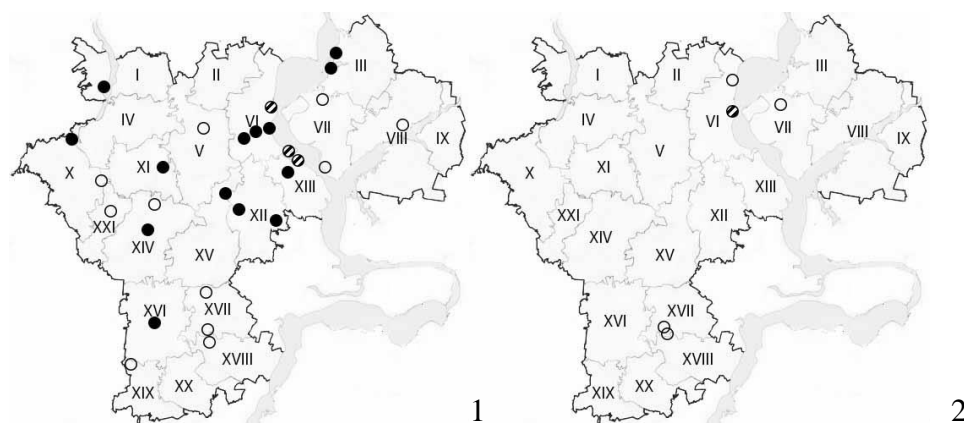 I II III
IV V VI VII VIII IX
X XI XII XIII
XXI XIV XV
XVI XVII
XVIII
XIX XX
1
I II III
IV V VI VII VIII IX
X XI XII XIII
XXI XIV XV
XVI XVII
XVIII
XIX XX
2